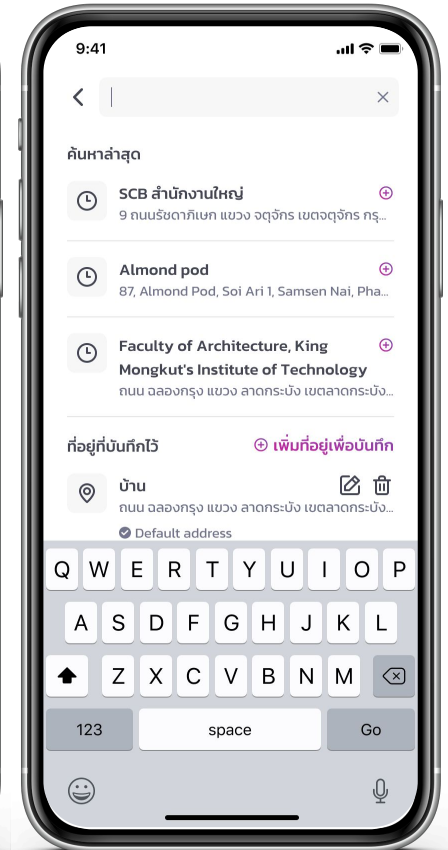 9:41
ค้นหาล่าสุด
SCB สำนักงานใหญ่
9 ถนนรัชดาภิเษก แขวง จตุจักร เขตจตุจักร กรุ...
Almond pod
87, Almond Pod, Soi Ari 1, Samsen Nai, Pha...
Faculty of Architecture, King
Mongkut's Institute of Technology
ถนน ฉลองกรุง แขวง ลาดกระบัง เขตลาดกระบัง...
ที่อยู่ที่บันทึกไว้ เพิ่มที่อยู่เพื่อบันทึก
บ้าน
ถนน ฉลองกรุง แขวง ลาดกระบัง เขตลาดกระบัง...
Default address
Q W E R T Y U I O P
A S D F G H J K L
Z X C V B N M
123 space Go